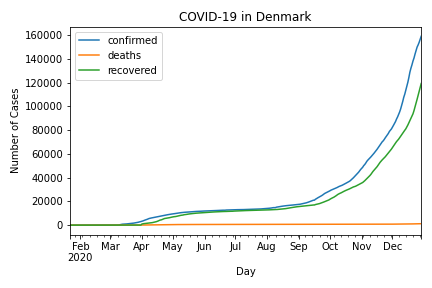 COVID-19 in Denmark
confirmed
deaths
recovered
160000
140000
120000
100000
80000
60000
40000
20000
0
Number of Cases
Feb Mar Apr May Jun Jul Aug Sep Oct Nov Dec
2020
Day